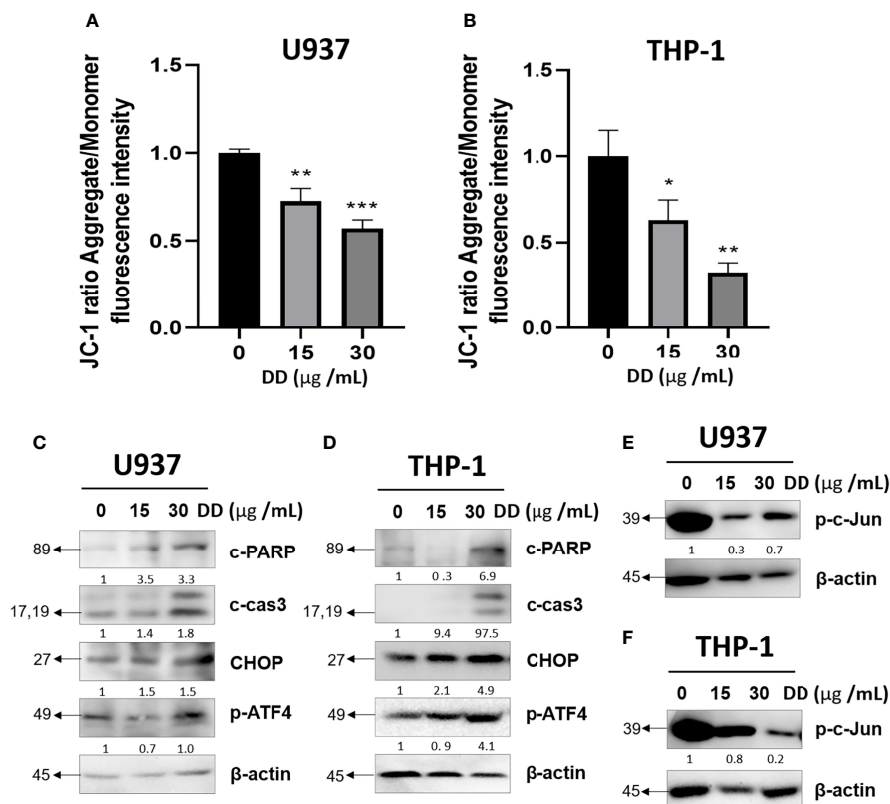 A
U937
JC-1 ratio Aggregate/Monomer
fluorescence intensity
1.5
1.0
0.5
0.0
**
***
0 15 30
DD (µg /mL)
B
THP-1
JC-1 ratio Aggregate/Monomer
fluorescence intensity
1.5
1.0
0.5
0.0
*
**
0 15 30
DD (µg /mL)
C
U937
0 15 30 DD (µg /mL)
89 c-PARP
1 3.5 3.3
17,19 c-cas3
1 1.4 1.8
27 CHOP
1 1.5 1.5
49 p-ATF4
1 0.7 1.0
45 β-actin
D
THP-1
0 15 30 DD (µg /mL)
89 c-PARP
1 0.3 6.9
17,19 c-cas3
1 9.4 97.5
27 CHOP
1 2.1 4.9
49 p-ATF4
1 0. 9 4.1
45 β-actin
E
U937
0 15 30 DD (µg /mL)
39 p-c-Jun
1 0.3 0.7
45 β-actin
F
THP-1
0 15 30 DD (µg /mL)
39 p-c-Jun
1 0.8 0.2
45 β-actin